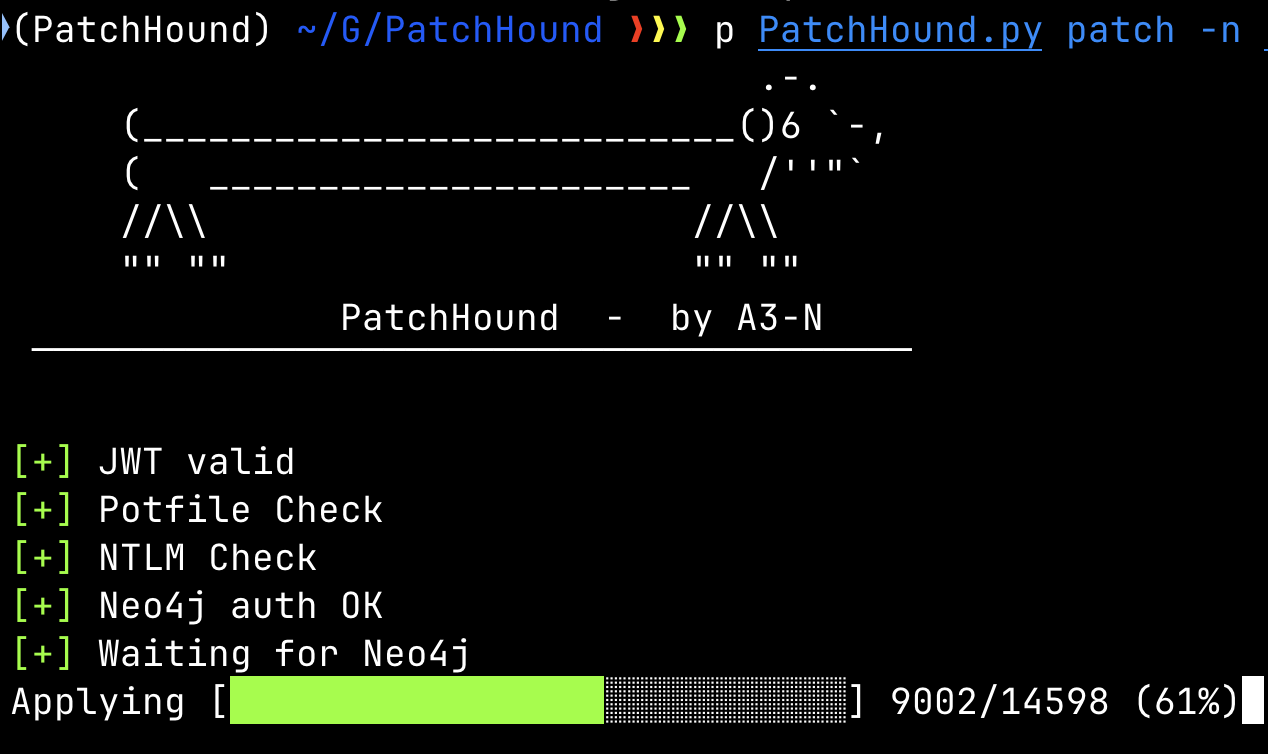 (PatchHound) ~/G/PatchHound ❱❱❱ p PatchHound.py patch -n
                                  .-.
     (___________________________()6 `-,
     (   ______________________   /''"`
     //\\                      //\\
     "" ""                     "" ""
               PatchHound  -  by A3-N
[+] JWT valid
[+] Potfile Check
[+] NTLM Check
[+] Neo4j auth OK
[+] Waiting for Neo4j
Applying [█████████████████░░░░░░░░░░░] 9002/14598 (61%)